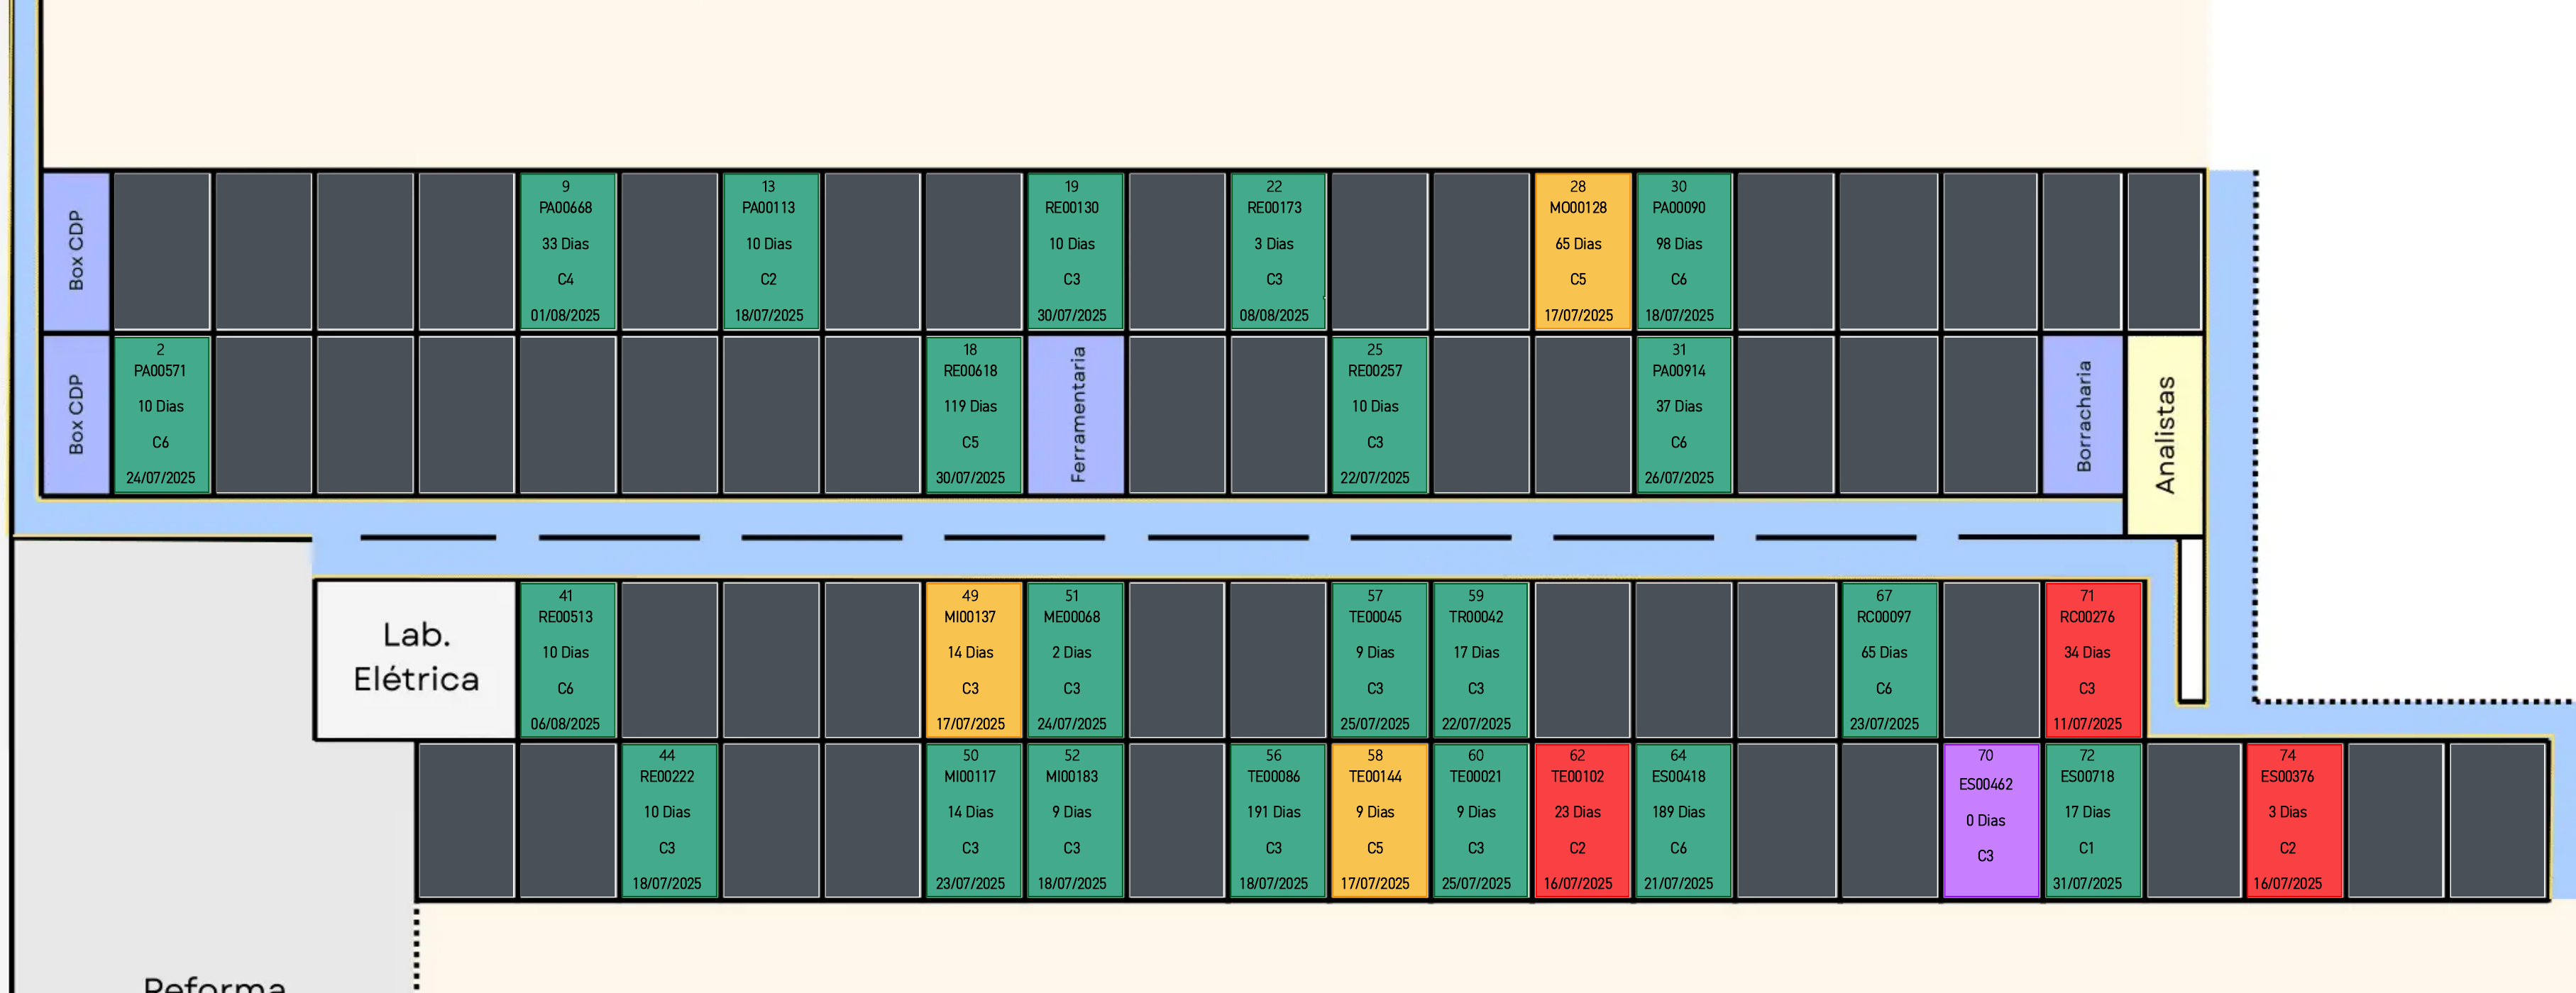 Box CDP
9
PA00668
33 Dias
C4
01/08/2025
13
PA00113
10 Dias
C2
18/07/2025
19
RE00130
10 Dias
C3
30/07/2025
22
RE00173
3 Dias
C3
08/08/2025
28
MO00128
65 Dias
C5
17/07/2025
30
PA00090
98 Dias
C6
18/07/2025
Box CDP
2
PA00571
10 Dias
C6
24/07/2025
18
RE00618
119 Dias
C5
30/07/2025
Ferramentaria
25
RE00257
10 Dias
C3
22/07/2025
31
PA00914
37 Dias
C6
26/07/2025
Borracharia
Analistas
Lab.
Elétrica
41
RE00513
10 Dias
C6
06/08/2025
49
MI00137
14 Dias
C3
17/07/2025
51
ME00068
2 Dias
C3
24/07/2025
57
TE00045
9 Dias
C3
25/07/2025
59
TR00042
17 Dias
C3
22/07/2025
67
RC00097
65 Dias
C6
23/07/2025
71
RC00276
34 Dias
C3
11/07/2025
44
RE00222
10 Dias
C3
18/07/2025
50
MI00117
14 Dias
C3
23/07/2025
52
MI00183
9 Dias
C3
18/07/2025
56
TE00086
191 Dias
C3
18/07/2025
58
TE00144
9 Dias
C5
17/07/2025
60
TE00021
9 Dias
C3
25/07/2025
62
TE00102
23 Dias
C2
16/07/2025
64
ES00418
189 Dias
C6
21/07/2025
70
ES00462
0 Dias
C3
72
ES00718
17 Dias
C1
31/07/2025
74
ES00376
3 Dias
C2
16/07/2025
Reforma